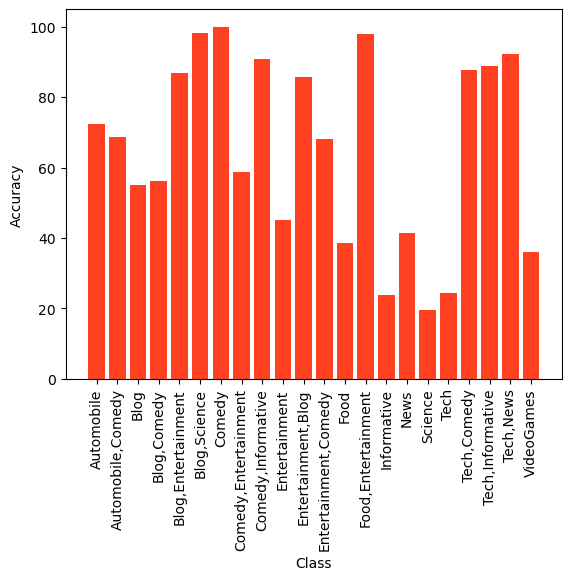 100
80
60
40
20
0
Accuracy
Automobile
Automobile,Comedy
Blog
Blog,Comedy
Blog,Entertainment
Blog,Science
Comedy
Comedy,Entertainment
Comedy,Informative
Entertainment
Entertainment,Blog
Entertainment,Comedy
Food
Food,Entertainment
Informative
News
Science
Tech
Tech,Comedy
Tech,Informative
Tech,News
VideoGames
Class